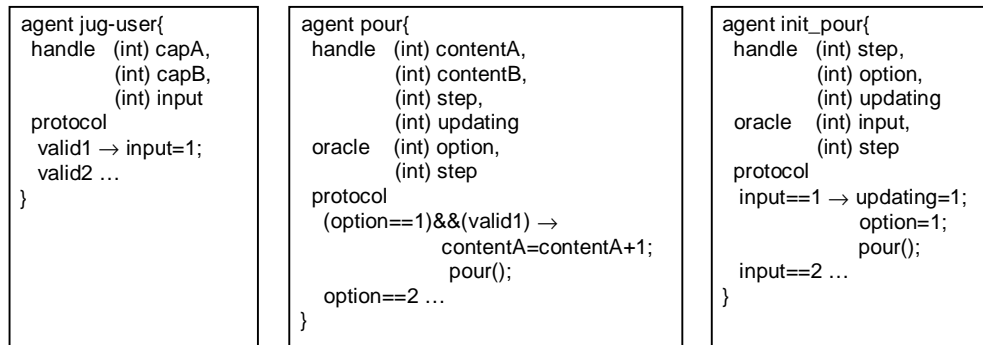 agent jug-user{
handle (int) capA,
(int) capB,
(int) input
protocol
valid1 → input=1;
valid2 …
}
agent pour{
handle (int) contentA,
(int) contentB,
(int) step,
(int) updating
oracle (int) option,
(int) step
protocol
(option==1)&&(valid1) →
contentA=contentA+1;
pour();
option==2 …
}
agent init_pour{
handle (int) step,
(int) option,
(int) updating
oracle (int) input,
(int) step
protocol
input==1 → updating=1;
option=1;
pour();
input==2 …
}